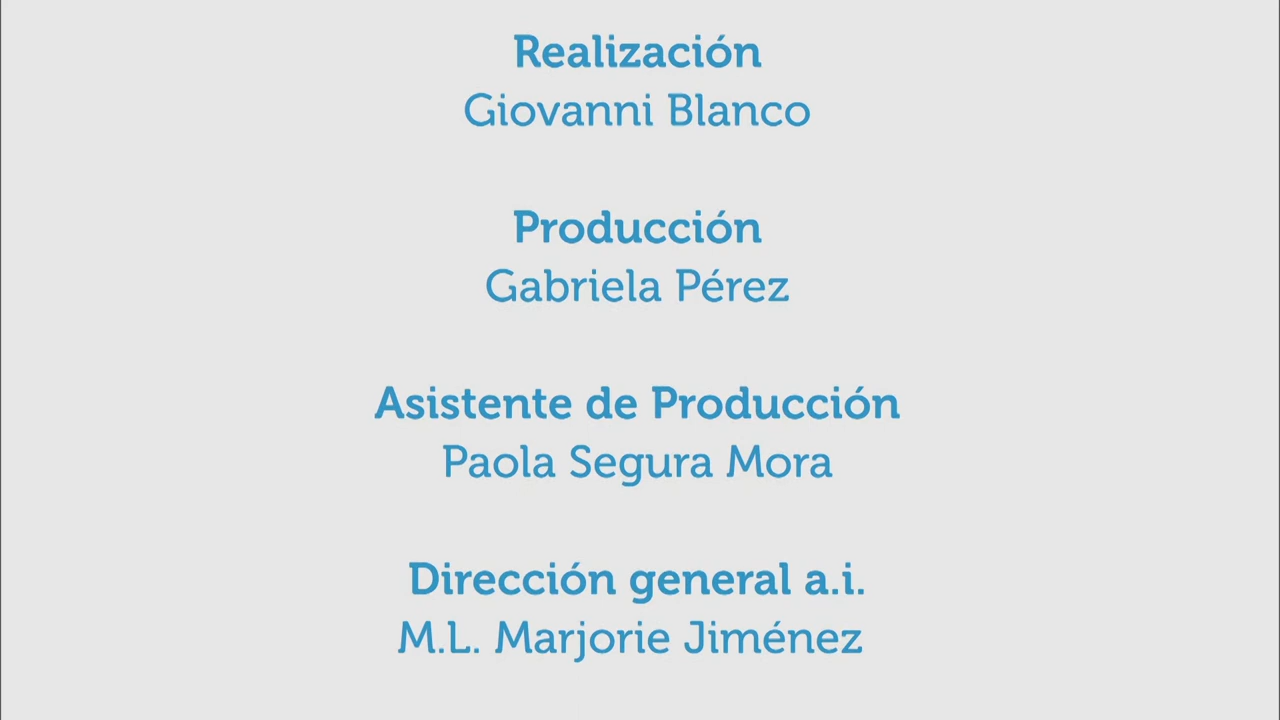 Realización
Giovanni Blanco
Producción
Gabriela Pérez
Asistente de Producción
Paola Segura Mora
Dirección general a.i.
M.L. Marjorie Jiménez